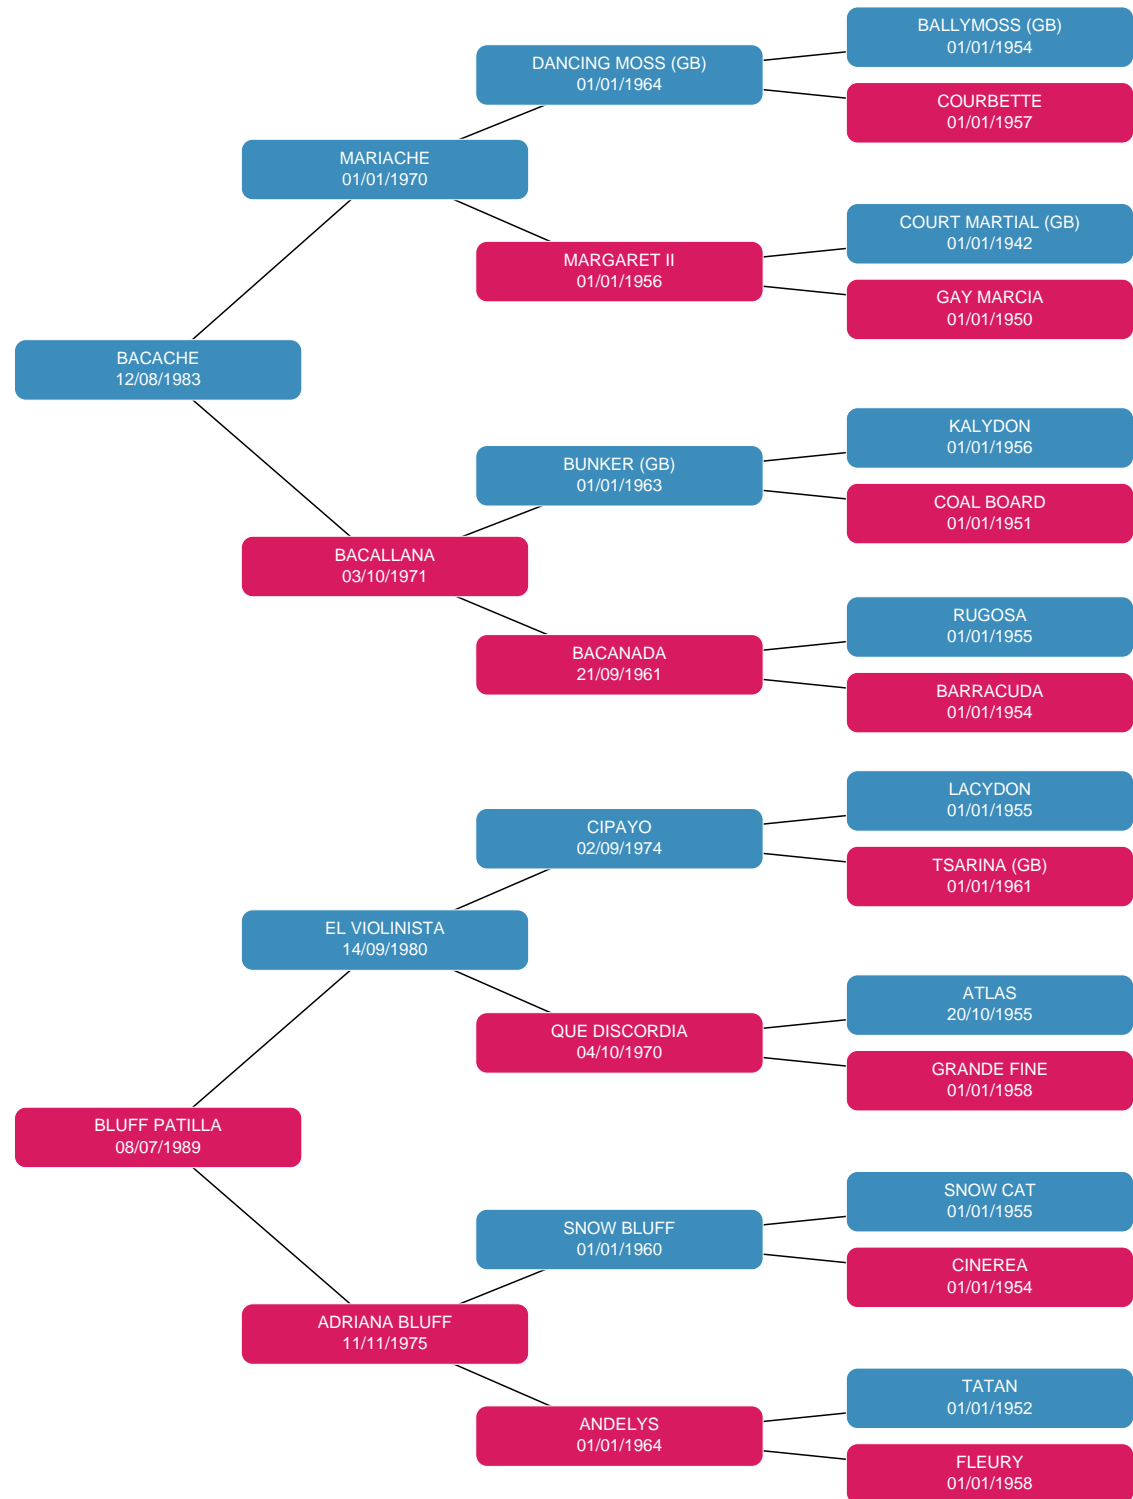 BALLYMOSS (GB)
01/01/1954
DANCING MOSS (GB)
01/01/1964
COURBETTE
01/01/1957
MARIACHE
01/01/1970
COURT MARTIAL (GB)
01/01/1942
MARGARET II
01/01/1956
GAY MARCIA
01/01/1950
BACACHE
12/08/1983
KALYDON
01/01/1956
BUNKER (GB)
01/01/1963
COAL BOARD
01/01/1951
BACALLANA
03/10/1971
RUGOSA
01/01/1955
BACANADA
21/09/1961
BARRACUDA
01/01/1954
LACYDON
01/01/1955
CIPAYO
02/09/1974
TSARINA (GB)
01/01/1961
EL VIOLINISTA
14/09/1980
ATLAS
20/10/1955
QUE DISCORDIA
04/10/1970
GRANDE FINE
01/01/1958
BLUFF PATILLA
08/07/1989
SNOW CAT
01/01/1955
SNOW BLUFF
01/01/1960
CINEREA
01/01/1954
ADRIANA BLUFF
11/11/1975
TATAN
01/01/1952
ANDELYS
01/01/1964
FLEURY
01/01/1958